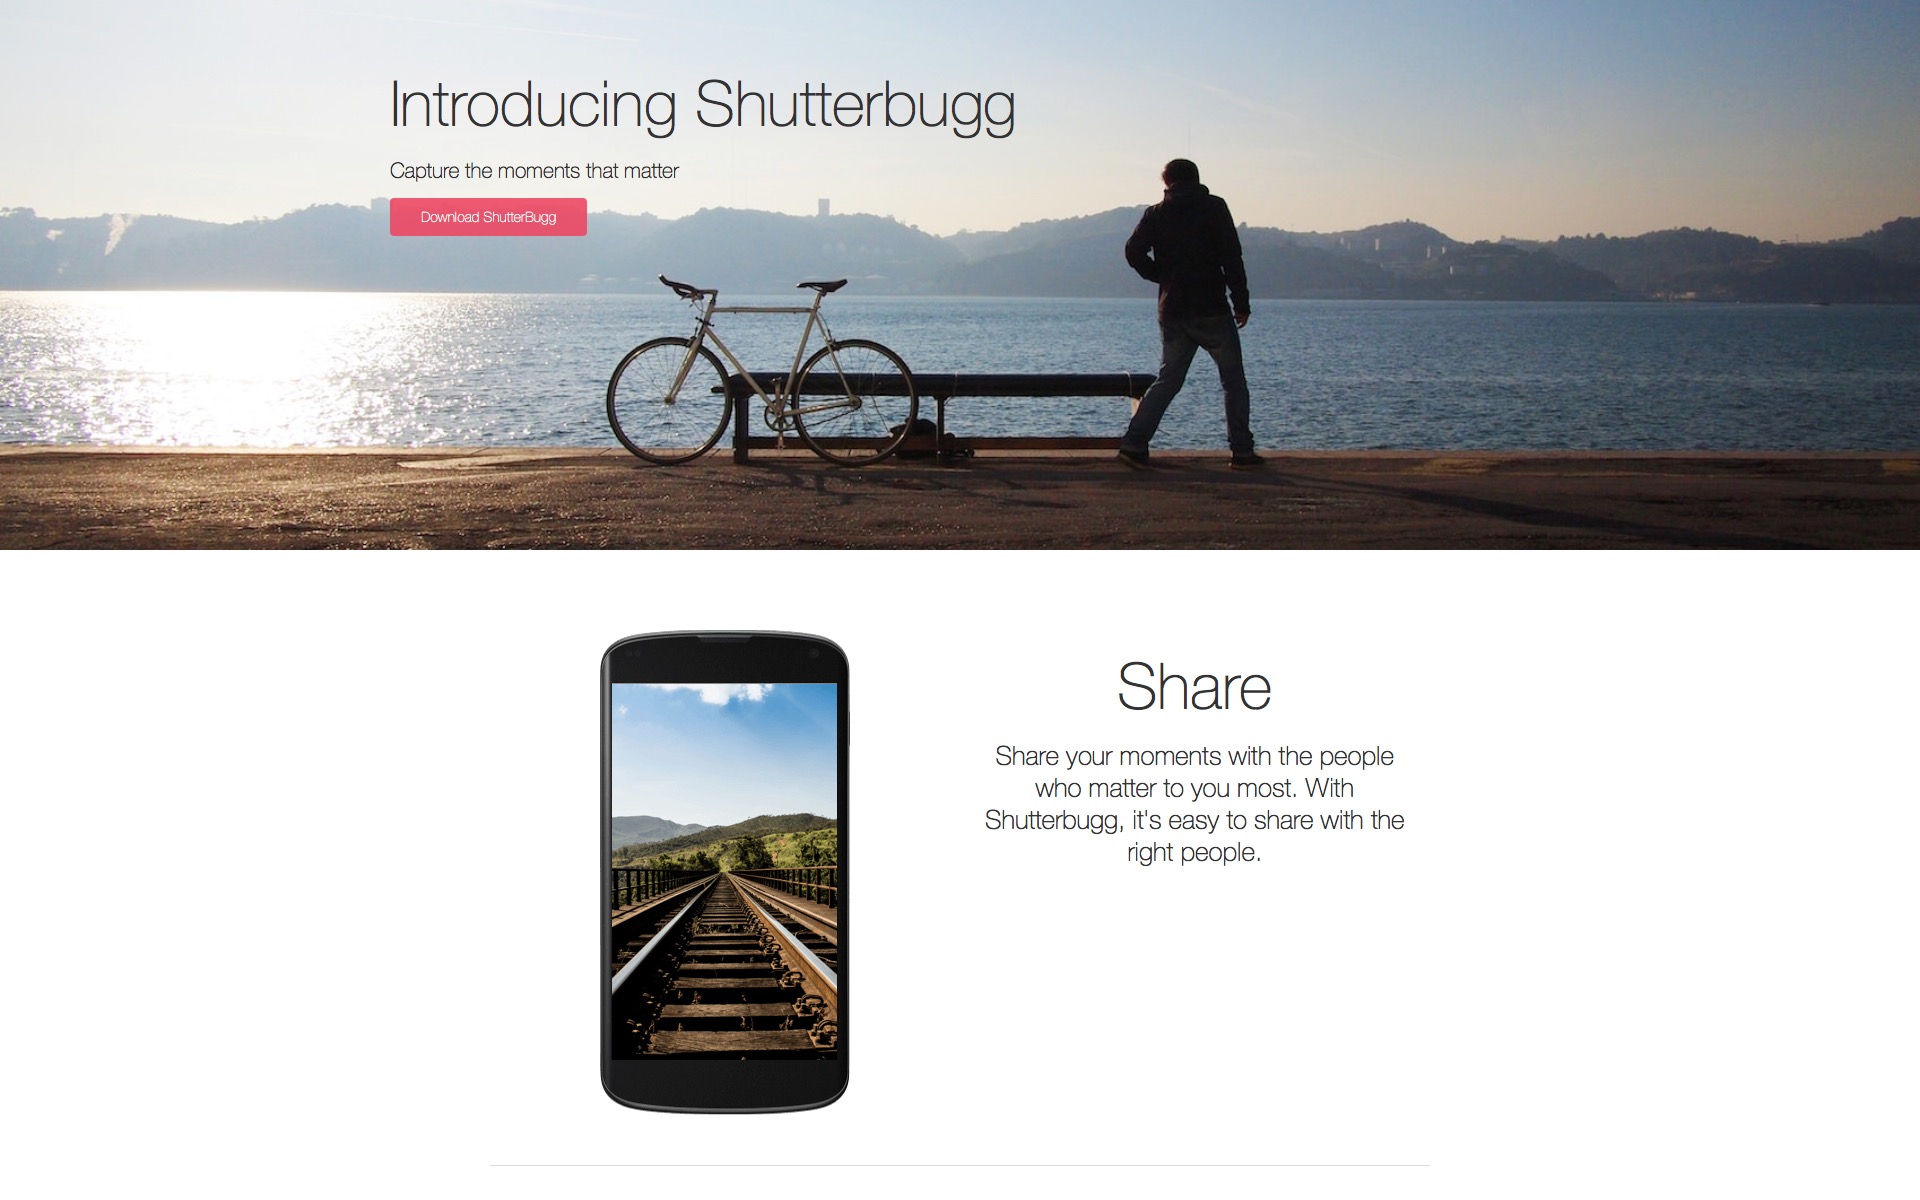 Introducing Shutterbugg
Capture the moments that matter
Download ShutterBugg
Share
Share your moments with the people
who matter to you most. With
Shutterbugg, it's easy to share with the
right people.